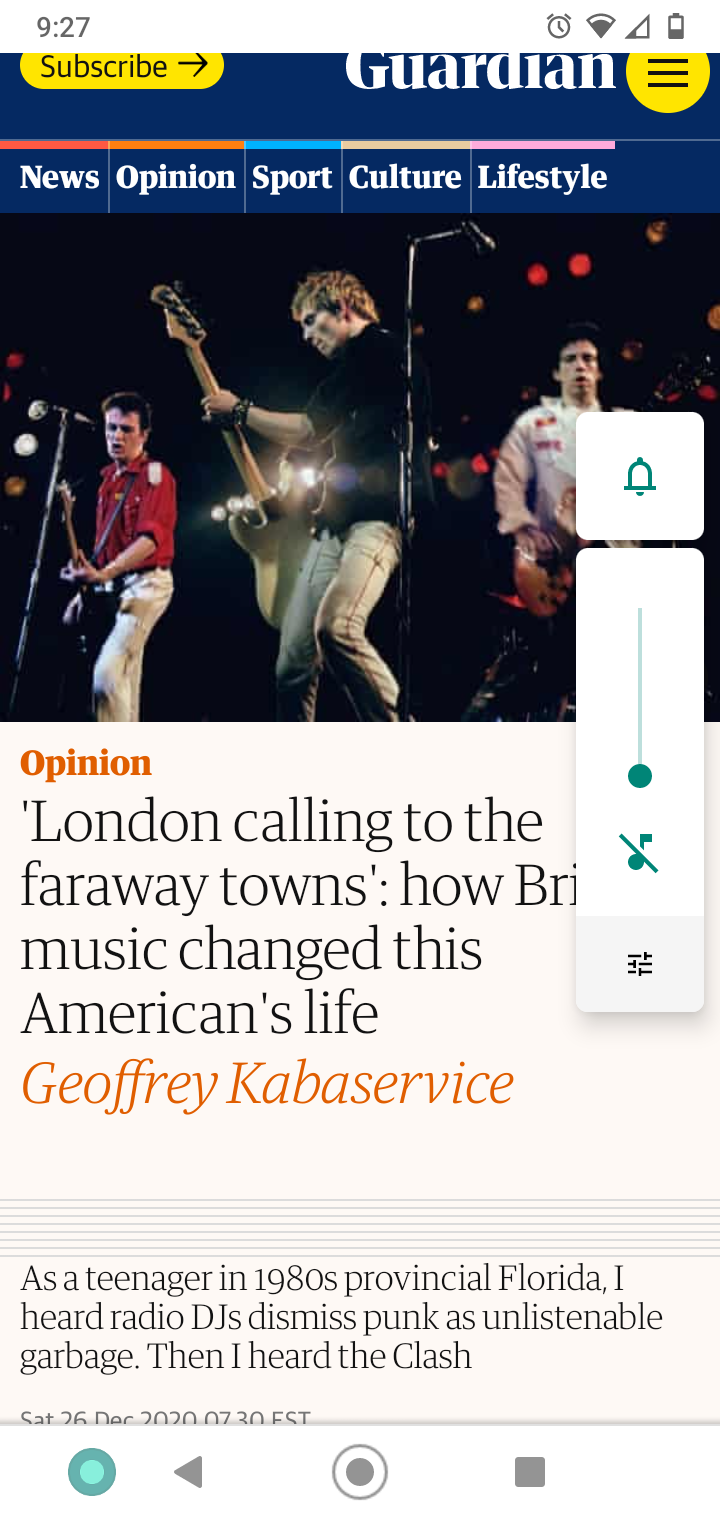 9:27
Subscribe
Guardian
News Opinion Sport Culture Lifestyle
Opinion
'London calling to the
faraway towns': how Bri
music changed this
American's life
Geoffrey Kabaservice
As a teenager in 1980s provincial Florida, I
heard radio DJs dismiss punk as unlistenable
garbage. Then I heard the Clash
Sat 26 Dec 2020 07.30 EST